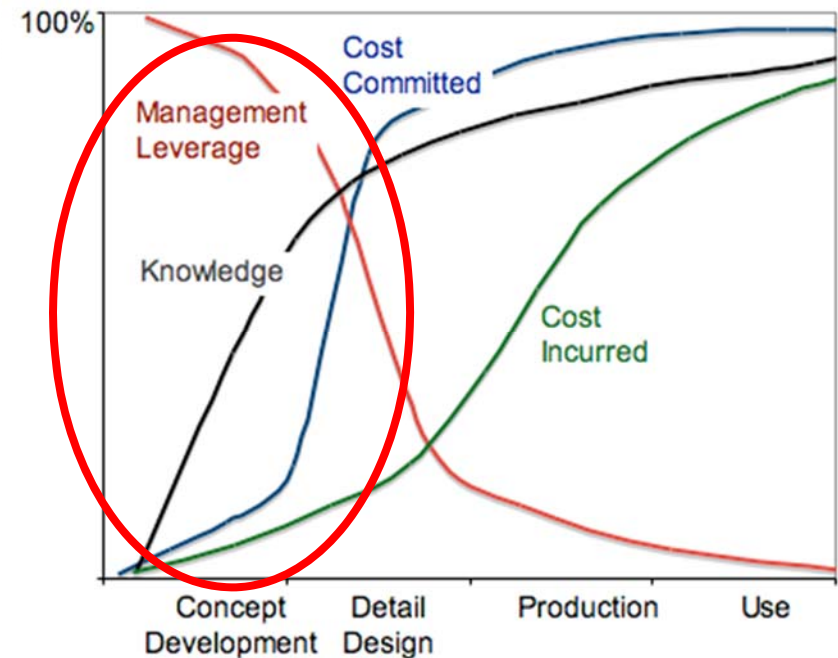 100%
Cost
Committed
Management
Leverage
Knowledge
Cost
Incurred
Concept
Development
Detail
Design
Production
Use